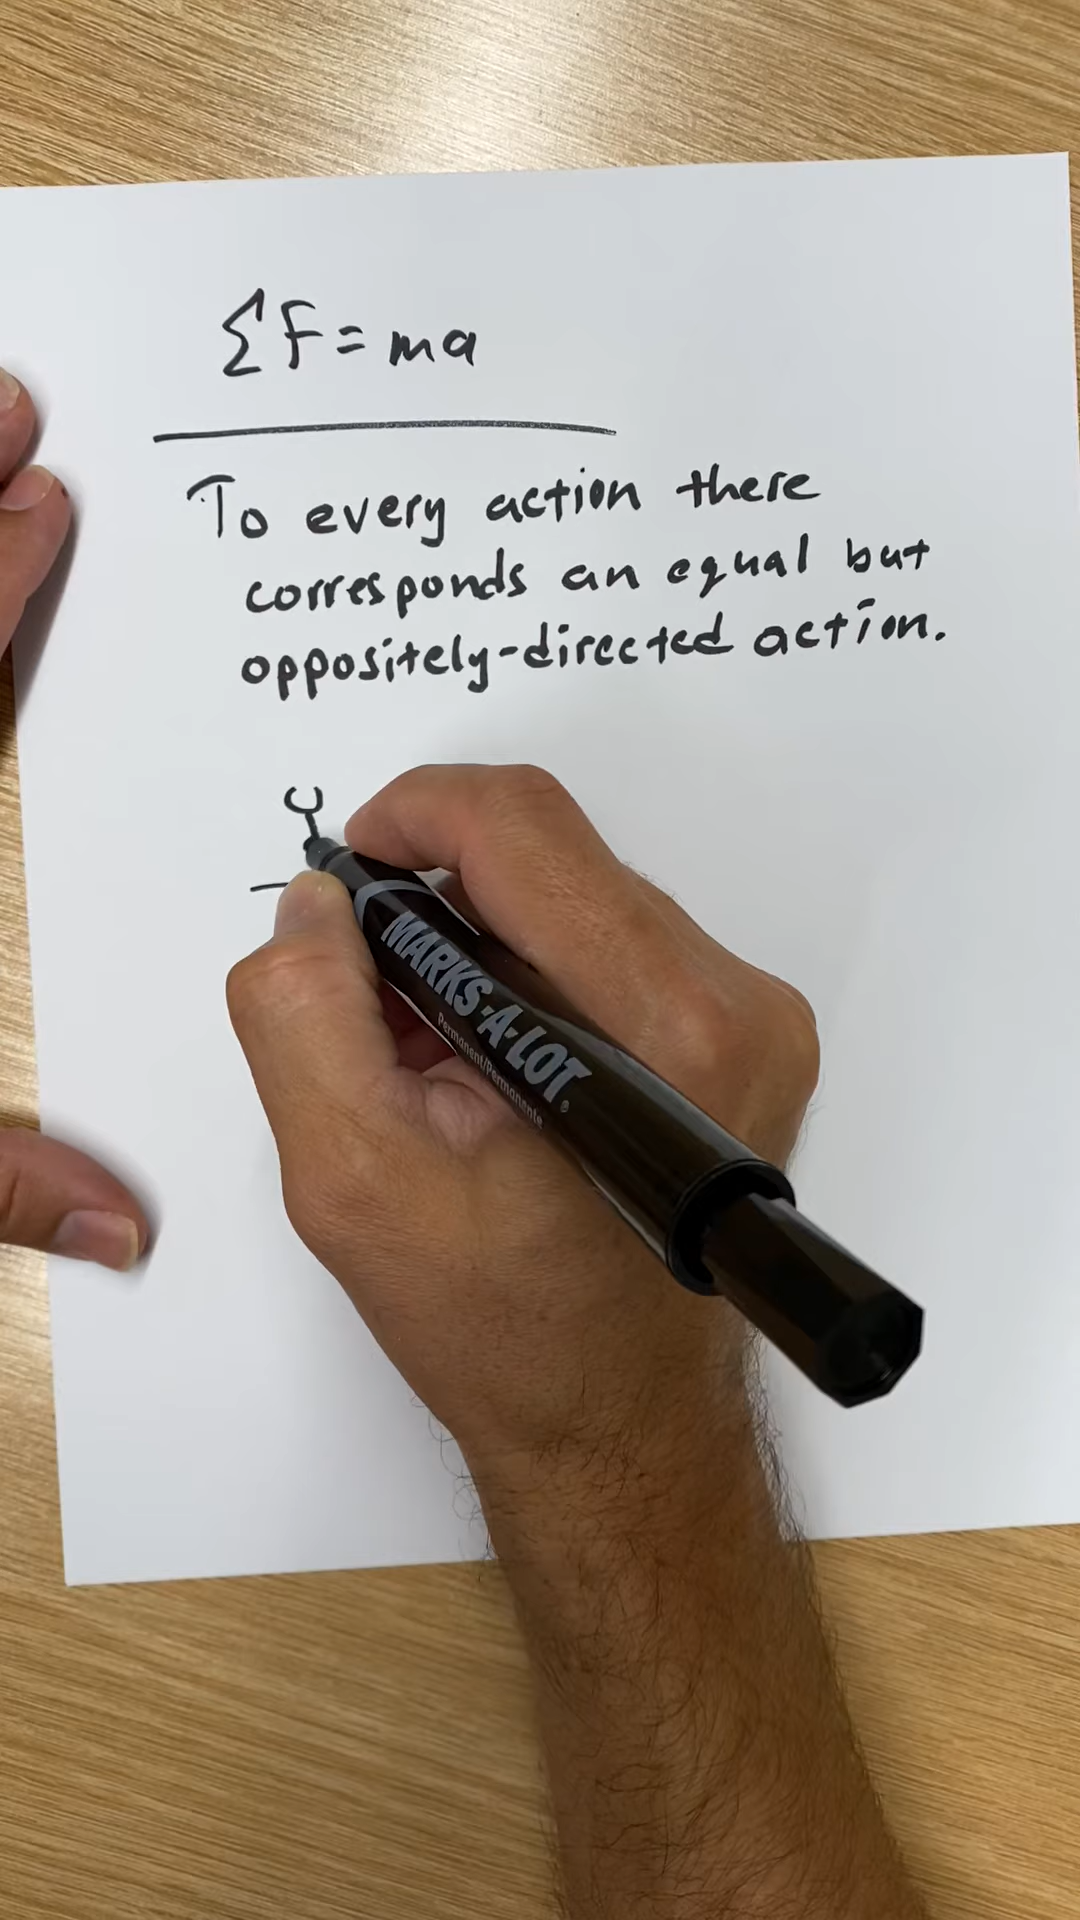 ΣF=ma
To every action there
corresponds an equal but
oppositely-directed action.
MARKS-A-LOT®
Permanent/Permanente